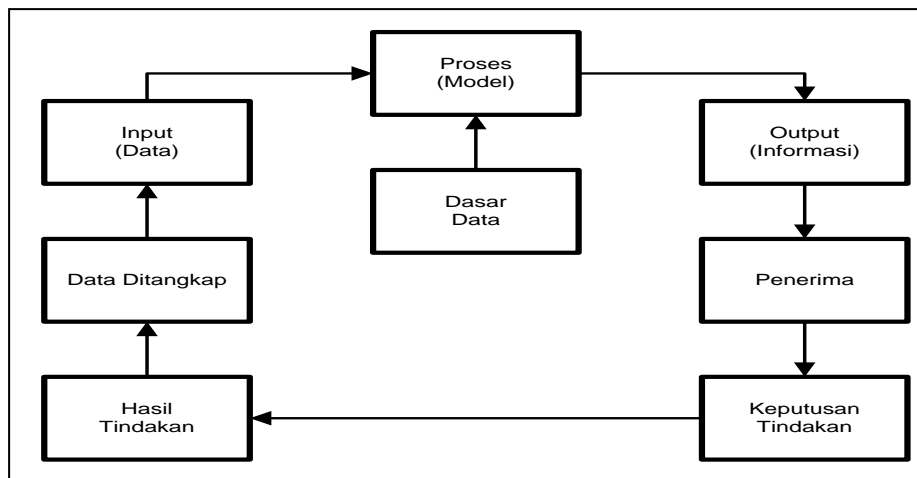 Proses
(Model)
Input
(Data)
Output
(Informasi)
Dasar
Data
Data Ditangkap
Penerima
Hasil
Tindakan
Keputusan
Tindakan